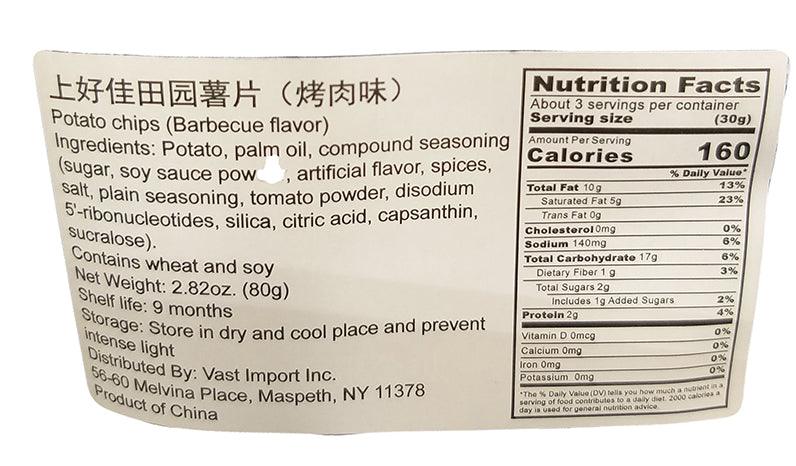 上好佳田园薯片（烤肉味）
Potato chips (Barbecue flavor)
Ingredients: Potato, palm oil, compound seasoning
(sugar, soy sauce pow , artificial flavor, spices,
salt, plain seasoning, tomato powder, disodium
5'-ribonucleotides, silica, citric acid, capsanthin,
sucralose).
Contains wheat and soy
Net Weight: 2.82oz. (80g)
Shelf life: 9 months
Storage: Store in dry and cool place and prevent
intense light
Distributed By: Vast Import Inc.
56-60 Melvina Place, Maspeth, NY 11378
Product of China
Nutrition Facts
About 3 servings per container
Serving size (30g)
Amount Per Serving
Calories 160
% Daily Value*
Total Fat 10g 13%
Saturated Fat 5g 23%
Trans Fat 0g
Cholesterol 0mg 0%
Sodium 140mg 6%
Total Carbohydrate 17g 6%
Dietary Fiber 1 g 3%
Total Sugars 2g
Includes 1g Added Sugars 2%
Protein 2g 4%
Vitamin D 0mcg 0%
Calcium 0mg 0%
Iron 0mg 0%
Potassium 0mg 0%
*The % Daily Value (DV) tells you how much a nutrient in a
serving of food contributes to a daily diet. 2000 calories a
day is used for general nutrition advice.